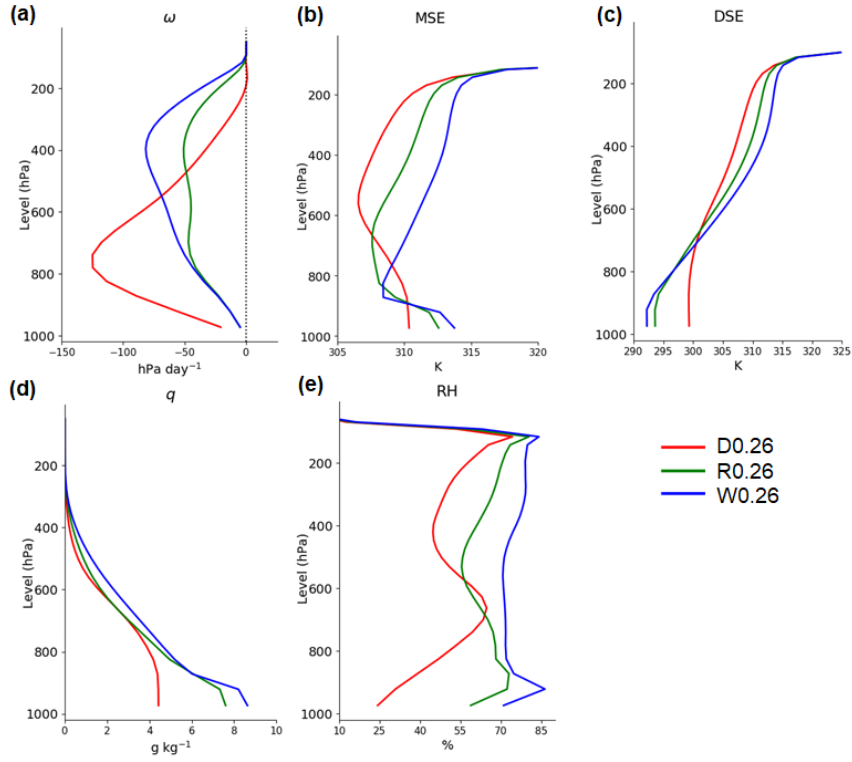 (a)
ω
Level (hPa)
200
400
600
800
1000
−150
−100
−50
0
hPa day⁻¹
(b)
MSE
Level (hPa)
200
400
600
800
1000
305
310
315
320
K
(c)
DSE
Level (hPa)
200
400
600
800
1000
290
295
300
305
310
315
320
325
K
(d)
q
Level (hPa)
200
400
600
800
1000
0
2
4
6
8
10
g kg⁻¹
(e)
RH
Level (hPa)
200
400
600
800
1000
10
25
40
55
70
85
%
D0.26
R0.26
W0.26